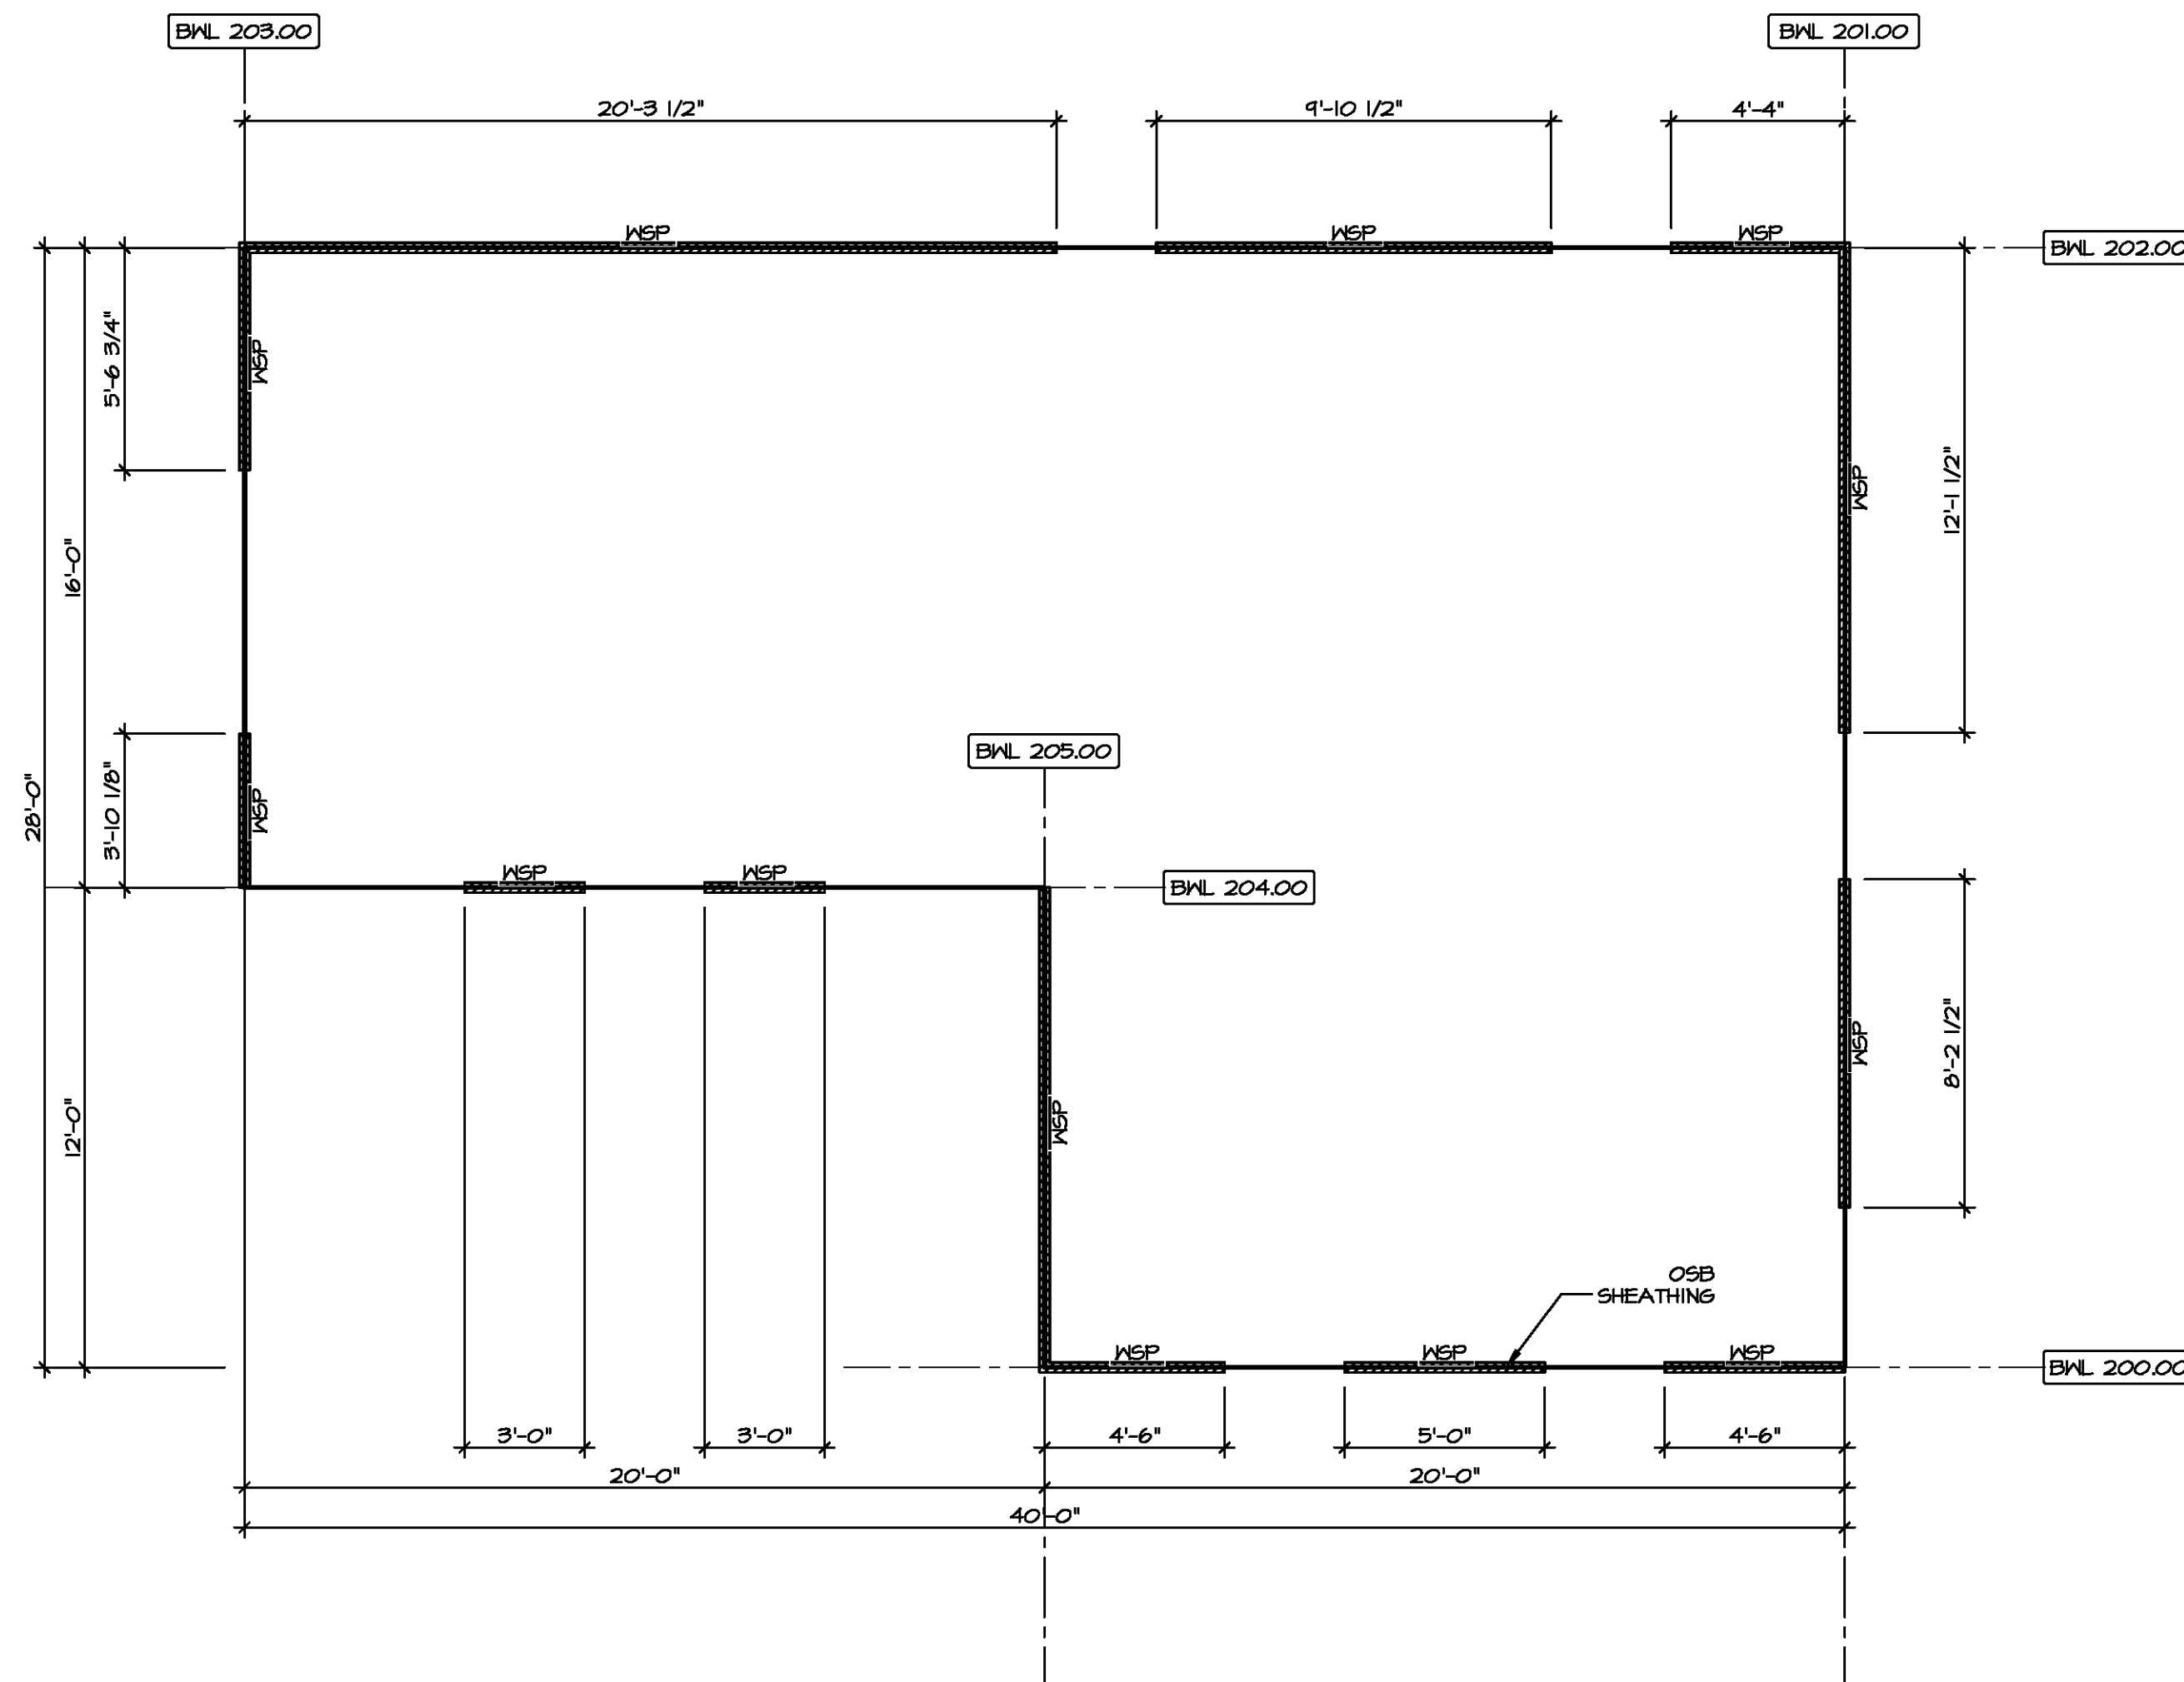 BWL 203.00
BWL 201.00
20'-3 1/2"
9'-10 1/2"
4'-4"
WSP
WSP
WSP
BWL 202.00
5'-6 3/4"
WSP
12'-1 1/2"
WSP
16'-0"
BWL 205.00
28'-0"
3'-10 1/8"
WSP
WSP
WSP
BWL 204.00
8'-2 1/2"
WSP
12'-0"
WSP
OSB
SHEATHING
WSP
WSP
WSP
BWL 200.00
3'-0"
3'-0"
4'-6"
5'-0"
4'-6"
20'-0"
20'-0"
40'-0"